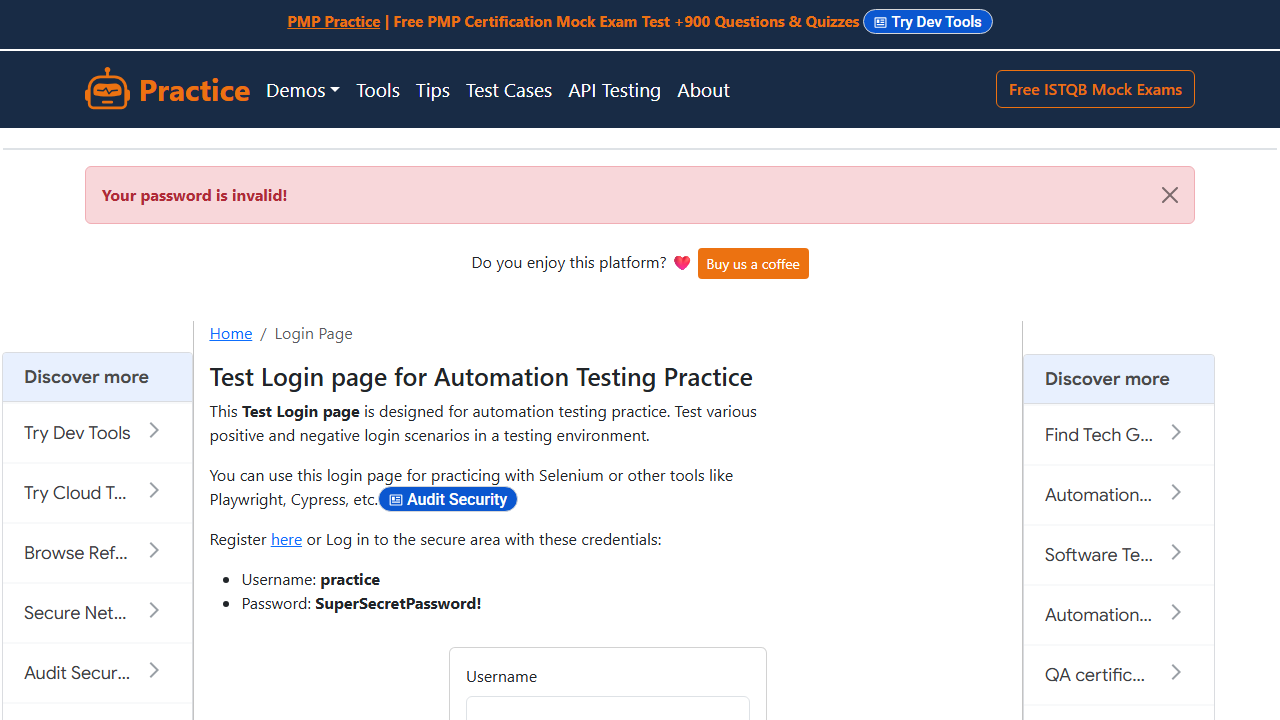 PMP Practice | Free PMP Certification Mock Exam Test +900 Questions & Quizzes Try Dev Tools
Practice Demos Tools Tips Test Cases API Testing About Free ISTQB Mock Exams
Your password is invalid!
Do you enjoy this platform? Buy us a coffee
Home / Login Page
Test Login page for Automation Testing Practice
This Test Login page is designed for automation testing practice. Test various
positive and negative login scenarios in a testing environment.
You can use this login page for practicing with Selenium or other tools like
Playwright, Cypress, etc. Audit Security
Register here or Log in to the secure area with these credentials:
Username: practice
Password: SuperSecretPassword!
Username
Discover more
Try Dev Tools
Try Cloud T...
Browse Ref...
Secure Net...
Audit Secur...
Discover more
Find Tech G...
Automation...
Software Te...
Automation...
QA certific...